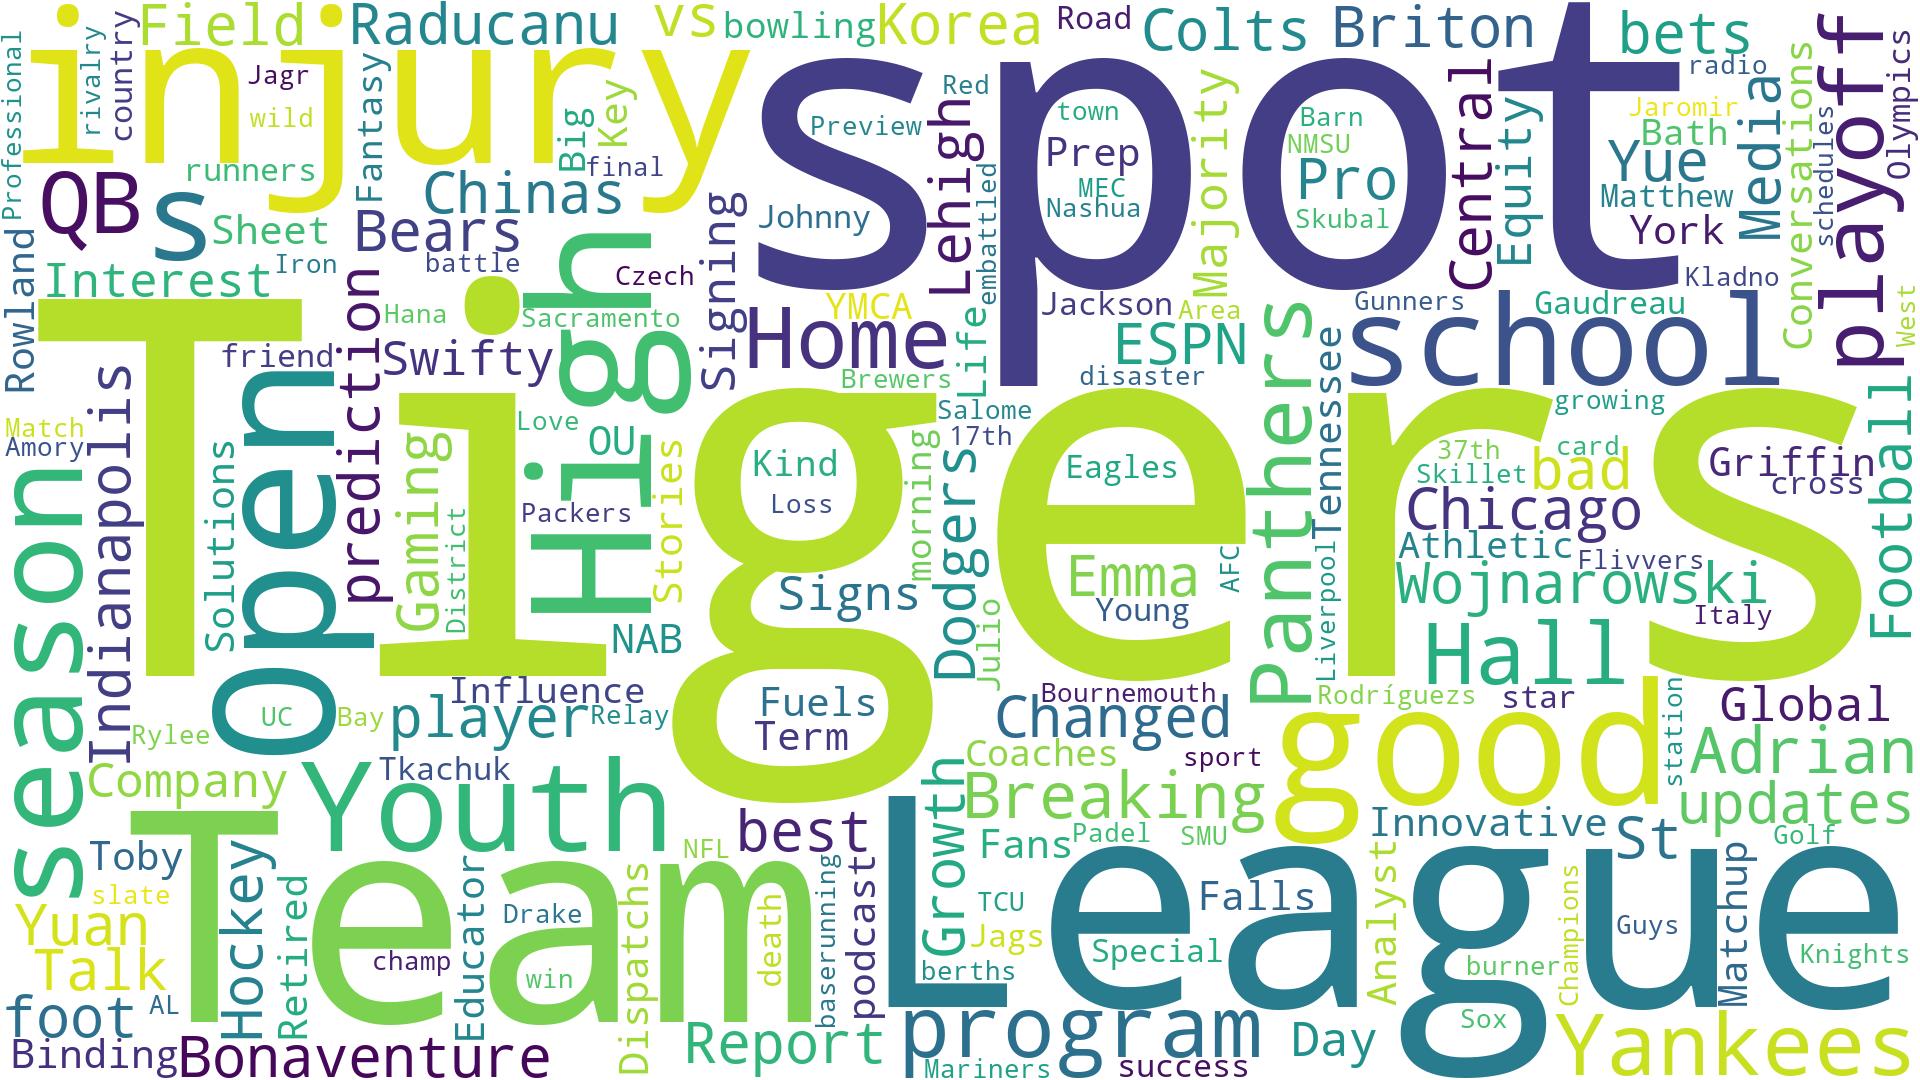 injury
spot
Tigers
Team
League
Professional
rivalry
country
Field
Jagr
wild
Raducanu
vs
bowling
Korea
Road
Colts
Briton
bets
radio
playoff
Olympics
Fantasy
Big
Key
final
runners
QB
s
Sheet
Chinas
Bears
battle
Iron
Interest
Rowland
Preview
Johnny
Lehigh
Red
embattled
town
Prep
MEC
Nashua
Majority
Barn
NMSU
Pro
Skubal
Central
Equity
Jaromir
Bath
Yue
Matthew
York
Kladno
Media
Conversations
schedules
West
Signing
Czech
High
Hana
Sacramento
Swifty
friend
prediction
open
YMCA
Home
Brewers
Life
Jackson
Area
ESPN
disaster
Panthers
Tennessee
Gunners
Gaudreau
school
Football
Match
Amory
Indianapolis
season
Solutions
Gaming
District
Love
OU
Packers
Stories
NAB
Kind
Loss
morning
Salome
17th
Dodgers
Julio
Eagles
Emma
Young
AFC
Signs
growing
37th
card
Skillet
bad
Chicago
Athletic
Flivvers
Wojnarowski
Italy
Griffin
cross
Liverpool
Hall
Rodríguezs
star
Global
station
Adrian
updates
good
Influence
player
Relay
UC
Bay
Rylee
Company
Tkachuk
Youth
Fuels
Term
Bournemouth
Changed
Coaches
sport
Breaking
Growth
best
NFL
Toby
slate
Yuan
Talk
foot
AL
Hockey
Retired
Binding
Bonaventure
champ
Educator
Drake
win
Dispatchs
death
baserunning
podcast
Report
Fans
Padel
SMU
TCU
Jags
berths
Special
Falls
Innovative
St
Golf
Analyst
burner
Champions
Guys
Matchup
Knights
Sox
program
Mariners
success
Day
Yankees